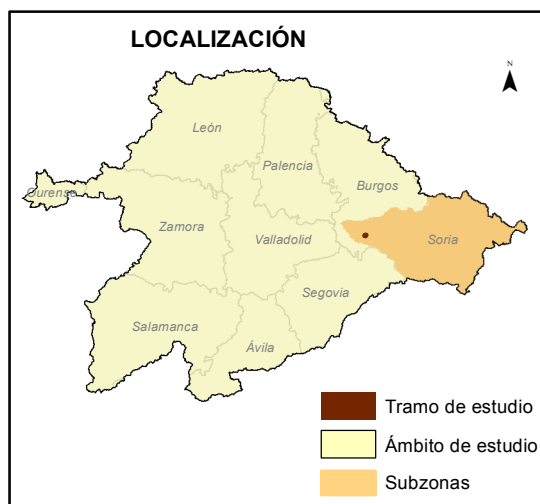 LOCALIZACIÓN
N
León
Palencia
Burgos
Ourense
Zamora
Valladolid
Soria
Segovia
Salamanca
Ávila
Tramo de estudio
Ámbito de estudio
Subzonas